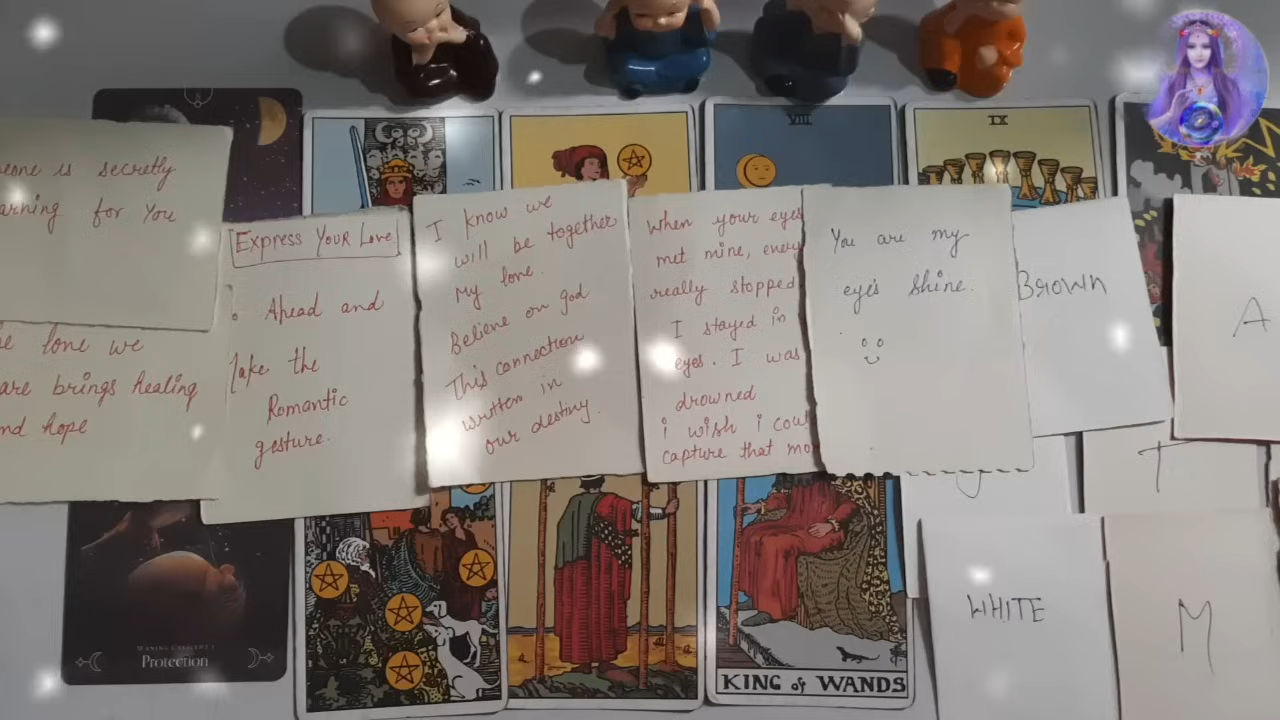 VIII
IX
eone is secretly
arning for you
e love we
are brings healing
nd hope
Express Your Love
Ahead and
Take the
Romantic
gesture.
I know we
will be together
My love.
Believe on god
This connection
written in
our destiny.
When your eyes
met mine, every
really stopped
I stayed in
eyes. I was
drowned
i wish i cou
capture that mo
You are my
eye's shine.
BROWN
A
T
WHITE
M
WANING CRESCENT
Protection
KING of WANDS